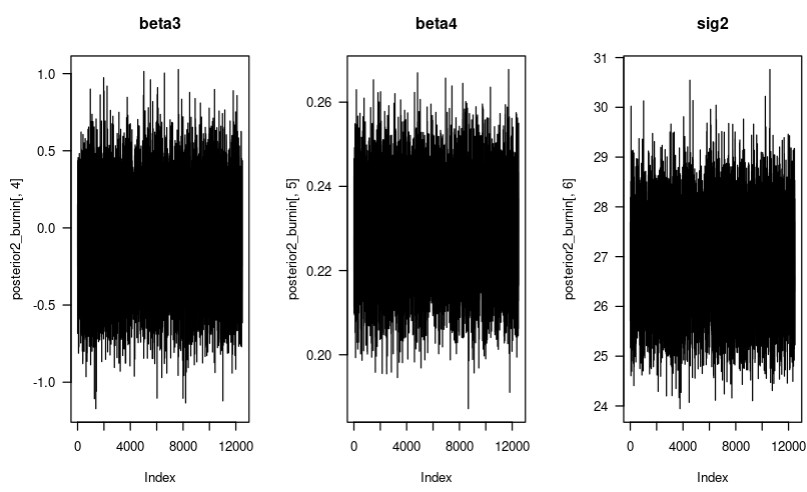 beta3
posterior2_burnin[, 4]
1.0
0.5
0.0
-0.5
-1.0
0 4000 8000 12000
Index
beta4
posterior2_burnin[, 5]
0.26
0.24
0.22
0.20
0 4000 8000 12000
Index
sig2
posterior2_burnin[, 6]
31
30
29
28
27
26
25
24
0 4000 8000 12000
Index